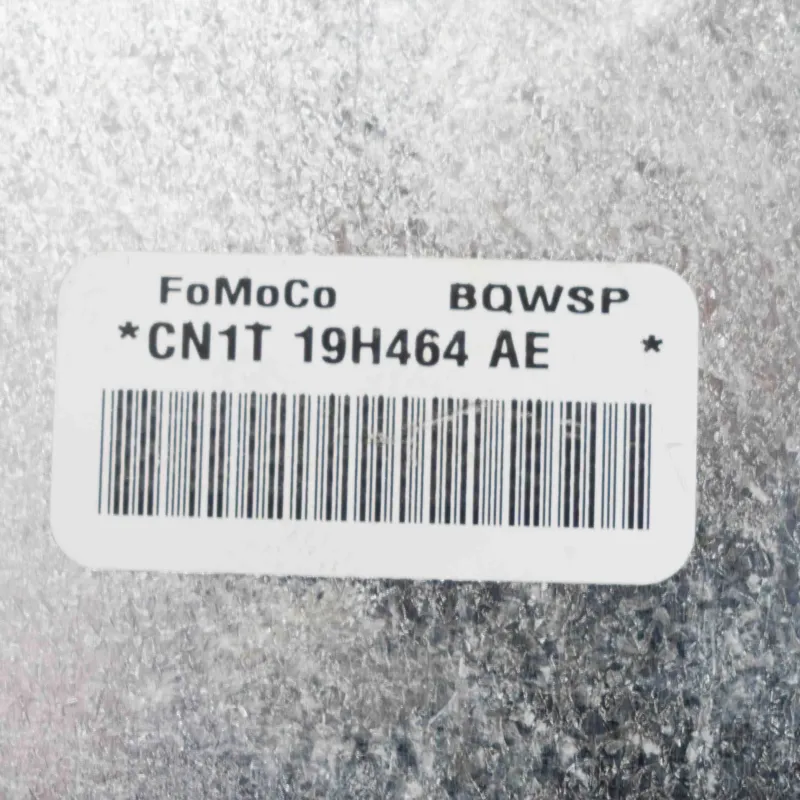 FoMoCo BQWSP
*CN1T 19H464 AE *